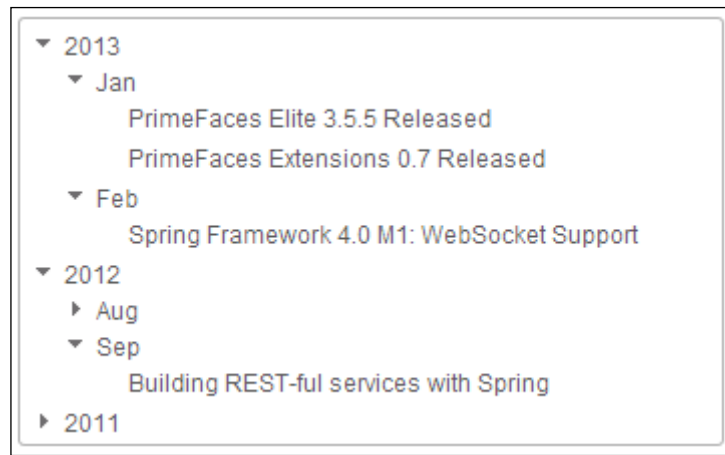 2013
Jan
PrimeFaces Elite 3.5.5 Released
PrimeFaces Extensions 0.7 Released
Feb
Spring Framework 4.0 M1: WebSocket Support
2012
Aug
Sep
Building REST-ful services with Spring
2011